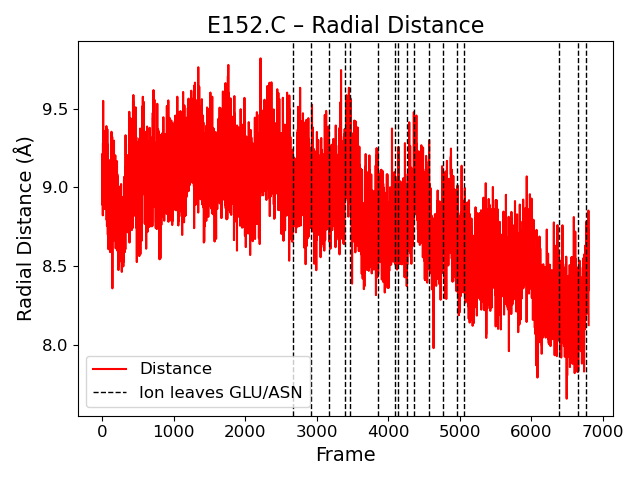 E152.C – Radial Distance
Radial Distance (Å)
9.5
9.0
8.5
8.0
Distance
Ion leaves GLU/ASN
0 1000 2000 3000 4000 5000 6000 7000
Frame